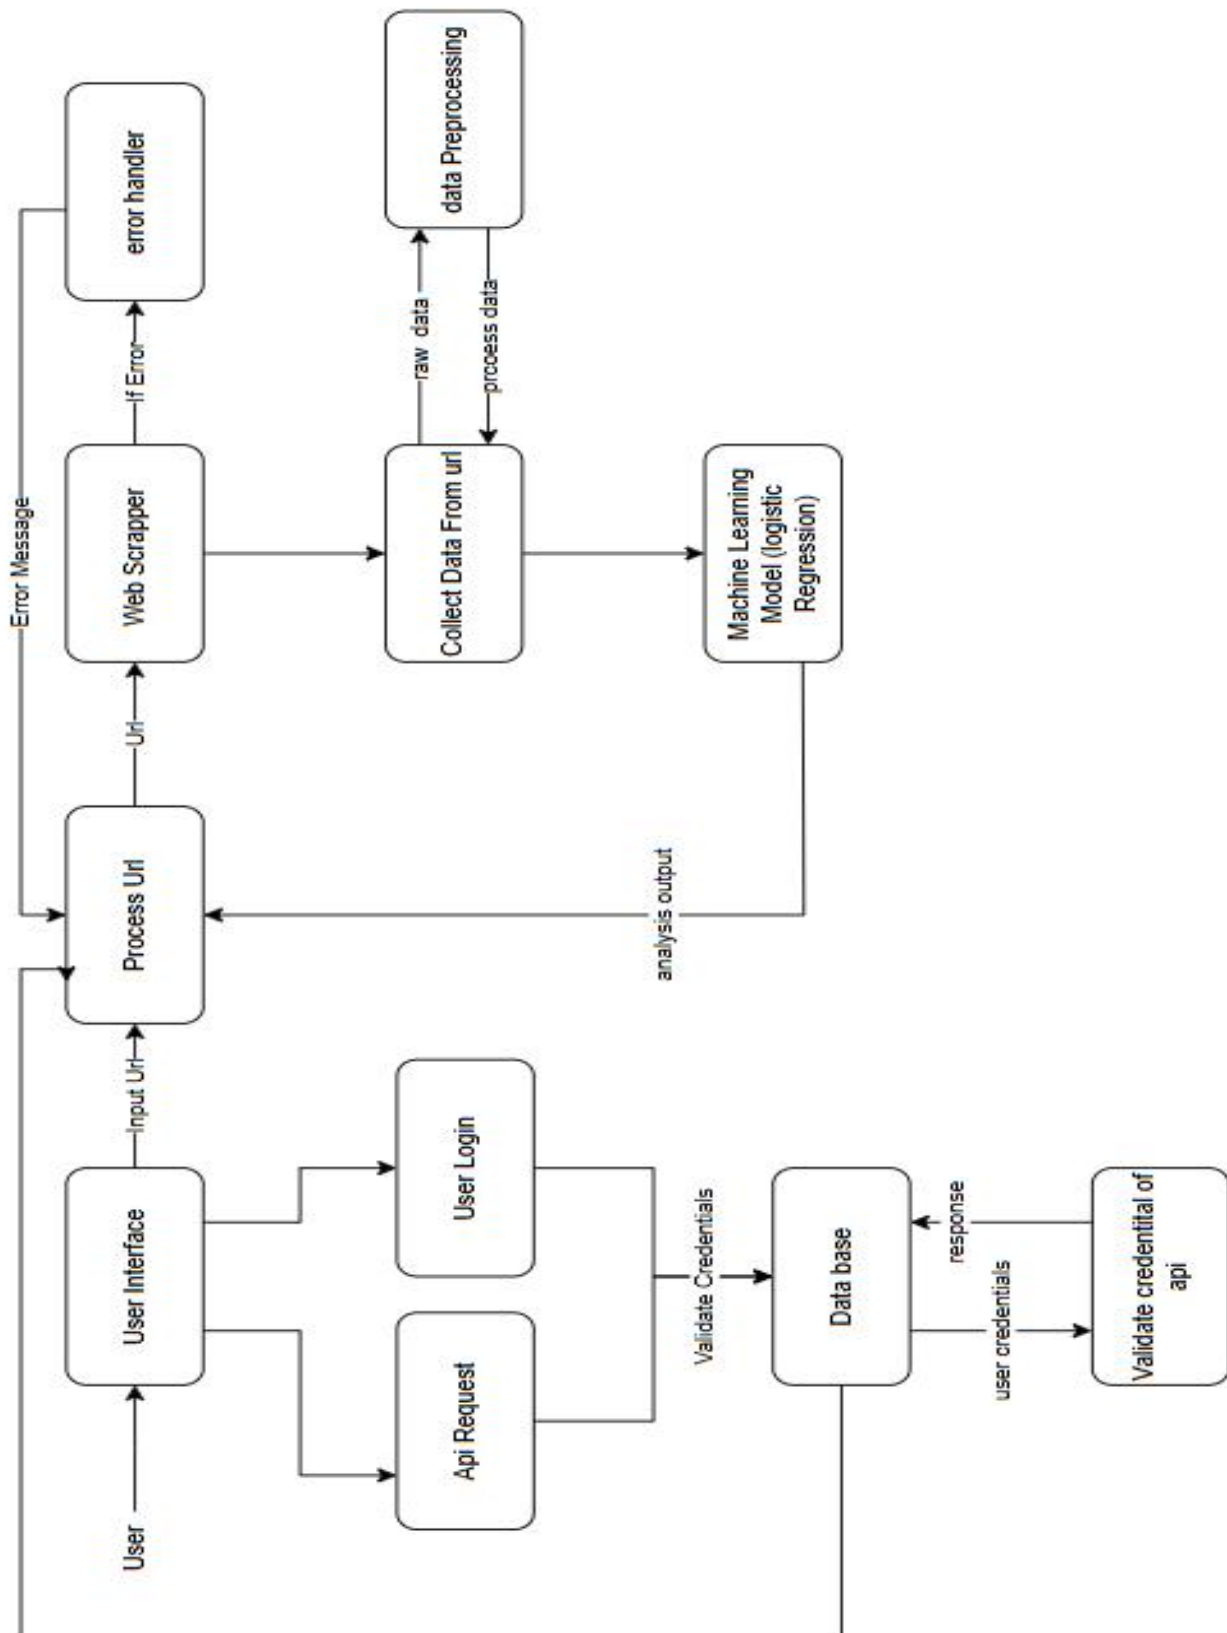 User
User Interface
Input Url
Process Url
Url
Web Scrapper
If Error
error handler
Error Message
Api Request
User Login
Collect Data From url
raw  data
process data
data Preprocessing
Validate Credentials
analysis output
Machine Learning
Model (logistic
Regression)
Data base
user credentials
response
Validate credentital of
api